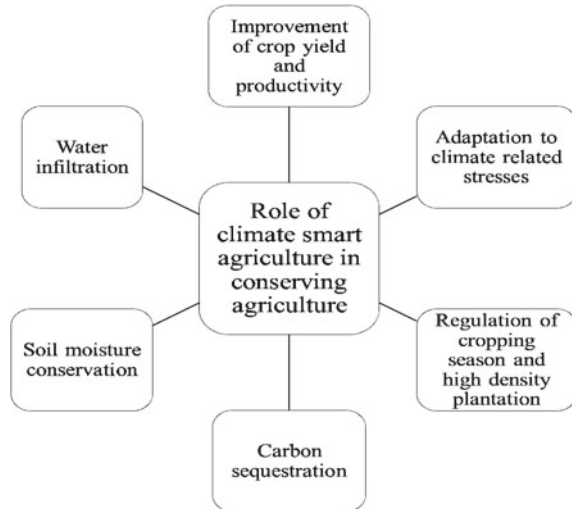 Improvement
of crop yield
and
productivity
Water
infiltration
Adaptation to
climate related
stresses
Role of
climate smart
agriculture in
conserving
agriculture
Soil moisture
conservation
Regulation of
cropping
season and
high density
plantation
Carbon
sequestration